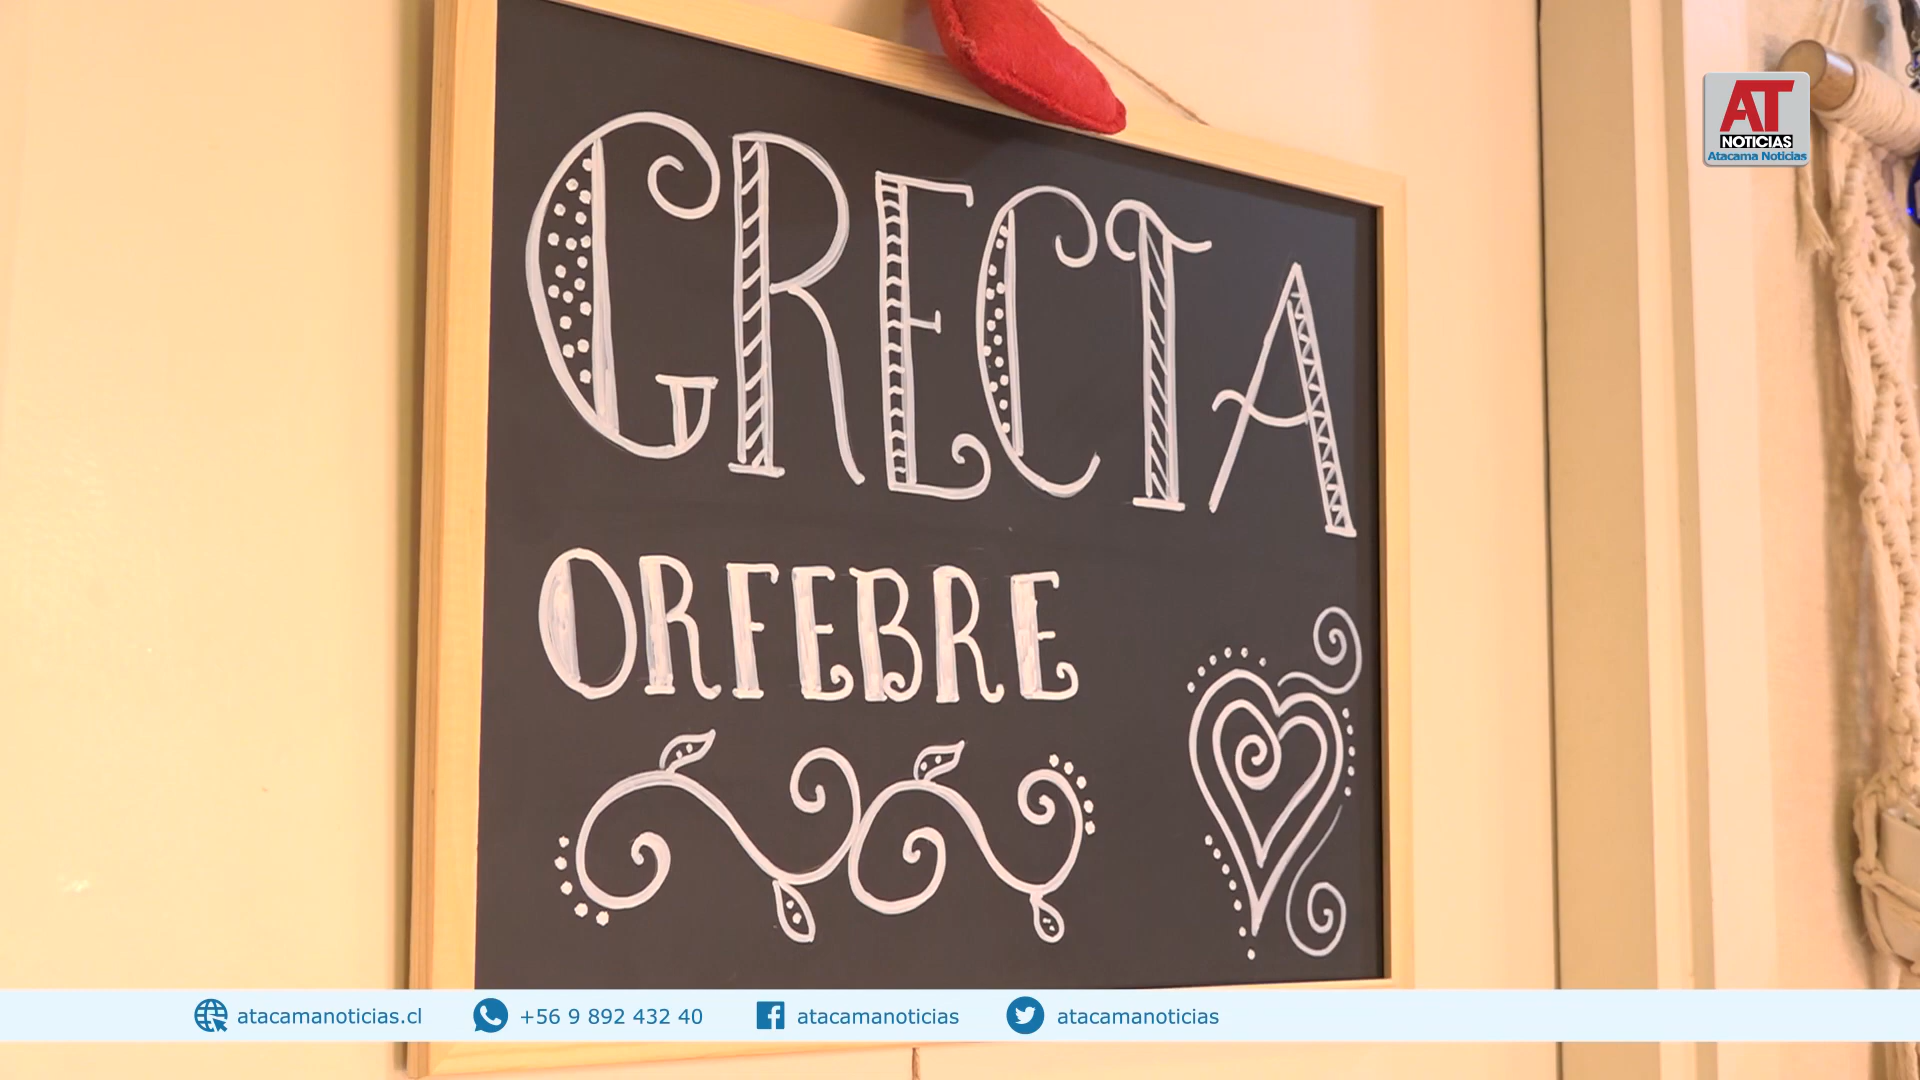 GRECTA
ORFEBRE
AT
NOTICIAS
Atacama Noticias
atacamanoticias.cl
+56 9 892 432 40
atacamanoticias
atacamanoticias